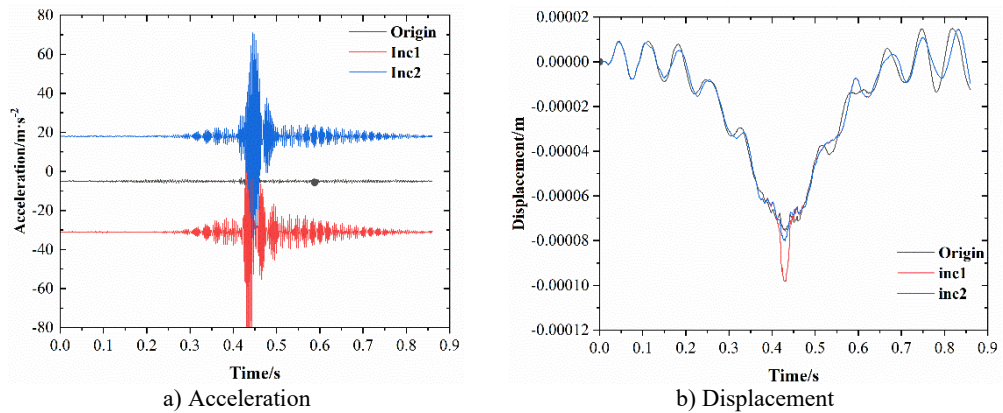 80
60
40
20
0
-20
-40
-60
-80
Acceleration/m·s⁻²
Origin
Inc1
Inc2
0.0 0.1 0.2 0.3 0.4 0.5 0.6 0.7 0.8 0.9
Time/s
a) Acceleration
0.00002
0.00000
-0.00002
-0.00004
-0.00006
-0.00008
-0.00010
-0.00012
Displacement/m
Origin
inc1
inc2
0.0 0.1 0.2 0.3 0.4 0.5 0.6 0.7 0.8 0.9
Time/s
b) Displacement